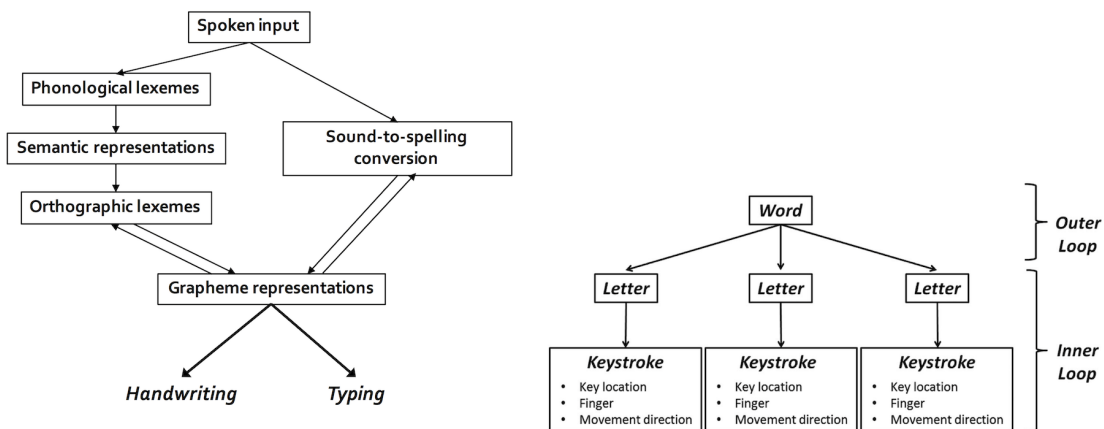 Spoken input
Phonological lexemes
Semantic representations
Orthographic lexemes
Sound-to-spelling
conversion
Grapheme representations
Handwriting
Typing
Word
Letter
Letter
Letter
Keystroke
• Key location
• Finger
• Movement direction
Keystroke
• Key location
• Finger
• Movement direction
Keystroke
• Key location
• Finger
• Movement direction
Outer
Loop
Inner
Loop